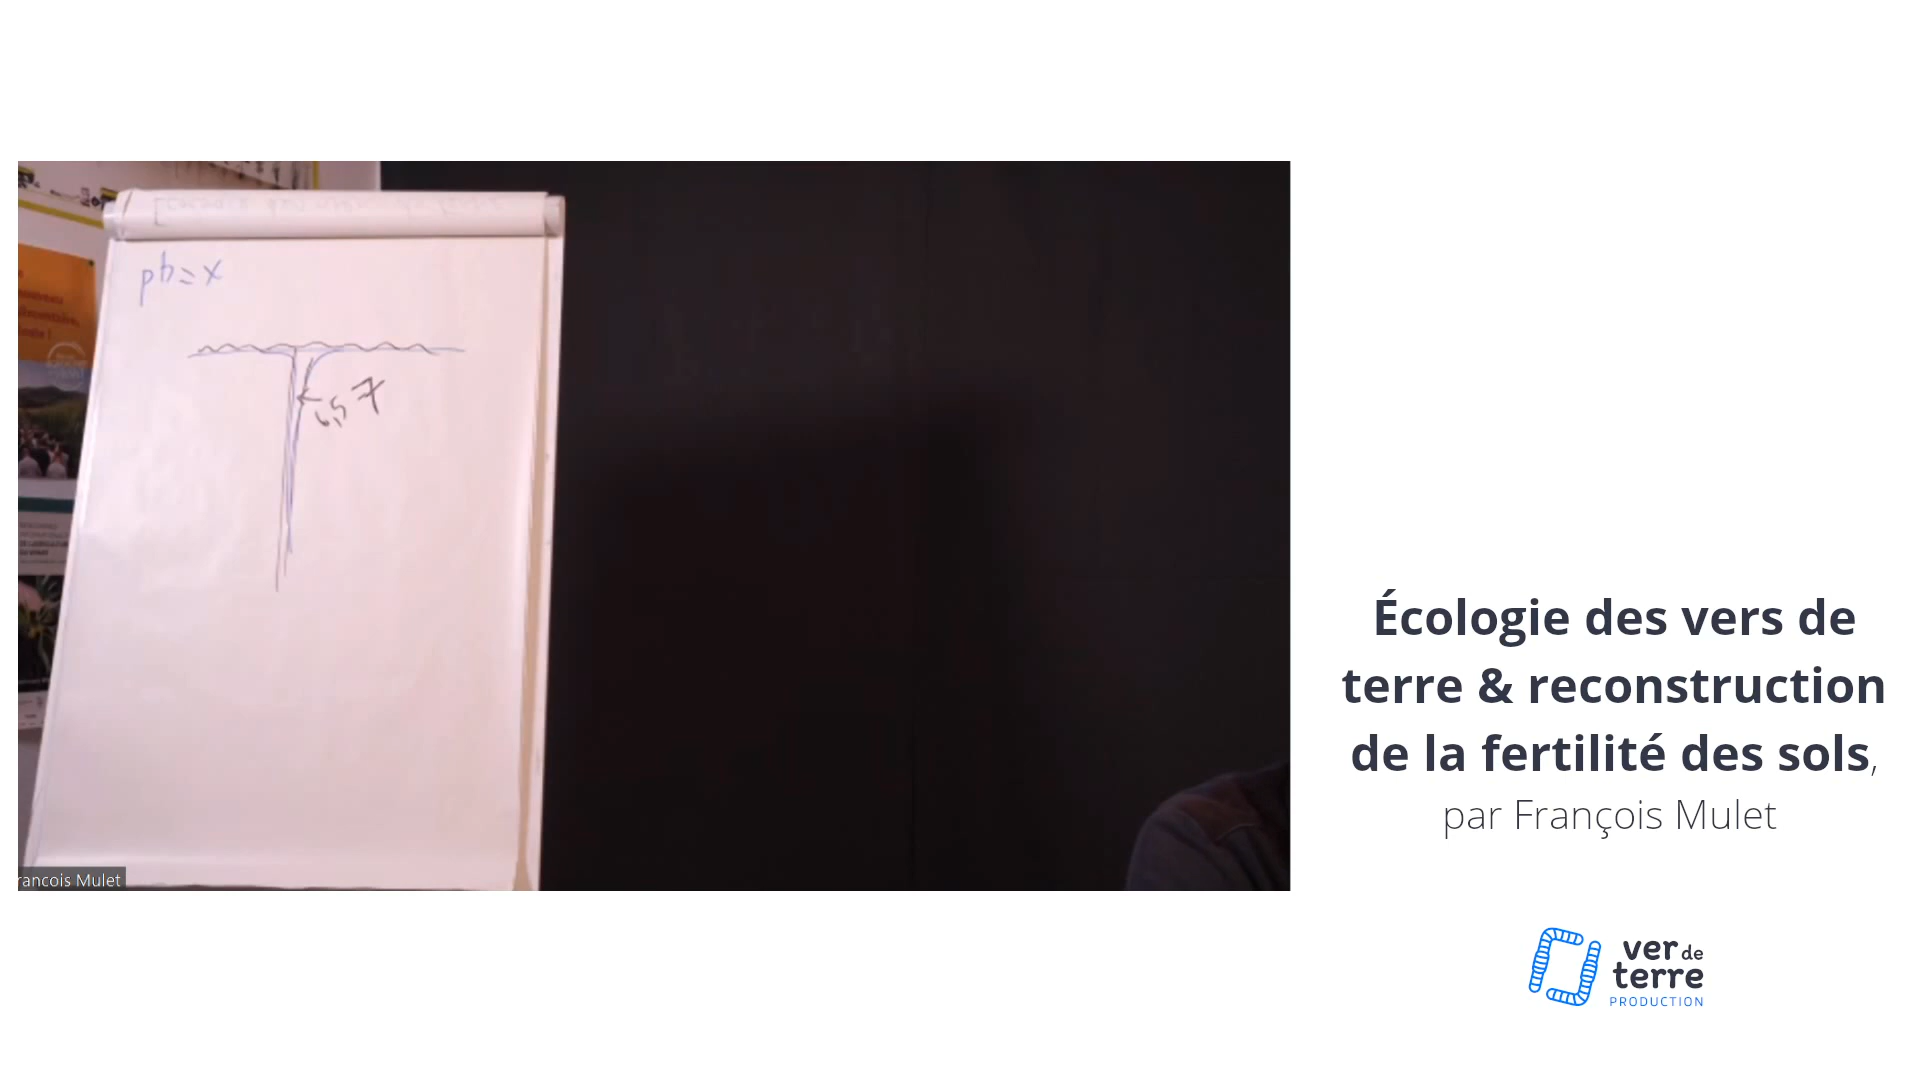 ph=x
6,5 7
rancois Mulet
Écologie des vers de
terre & reconstruction
de la fertilité des sols,
par François Mulet
ver de
terre
PRODUCTION